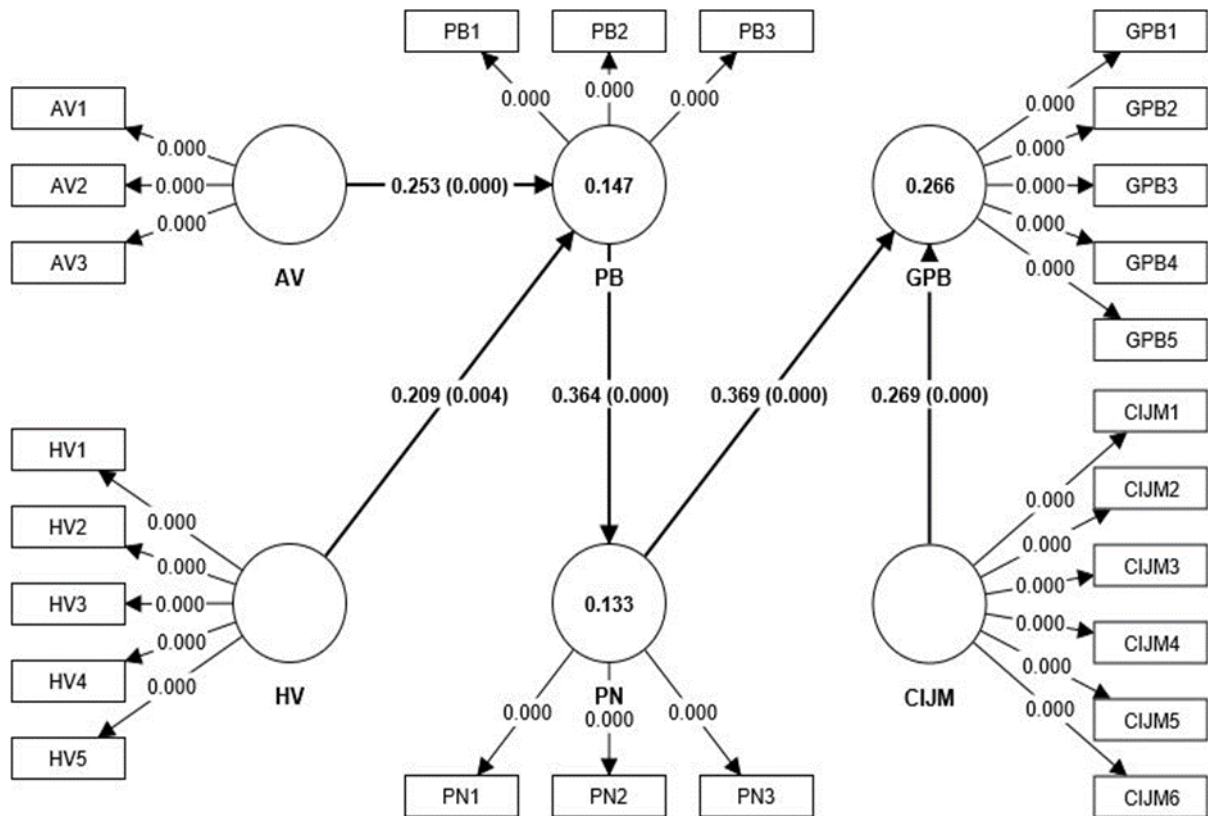 PB1 PB2 PB3 GPB1
0.000 0.000 0.000 0.000
AV1 GPB2
0.000 0.000
AV2 0.000 0.253 (0.000) 0.147 0.266 0.000 GPB3
0.000 0.000
AV3 GPB4
AV PB GPB 0.000
GPB5
0.209 (0.004) 0.364 (0.000) 0.369 (0.000) 0.269 (0.000)
CIJM1
HV1 0.000
0.000 CIJM2
HV2 0.000
0.000 CIJM3
HV3 0.000 0.133 0.000
0.000 0.000 CIJM4
HV4 0.000
0.000 HV PN CIJM
0.000 0.000 0.000 0.000 CIJM5
HV5
PN1 PN2 PN3 CIJM6